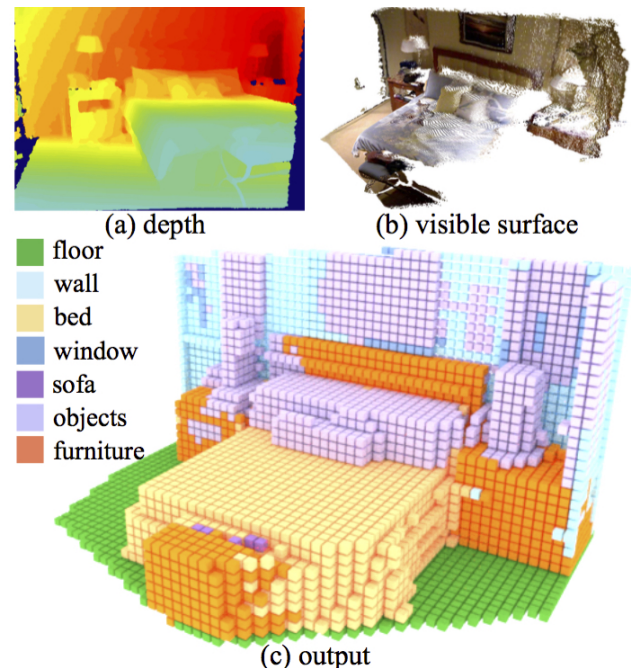 (a) depth
(b) visible surface
floor
wall
bed
window
sofa
objects
furniture
(c) output